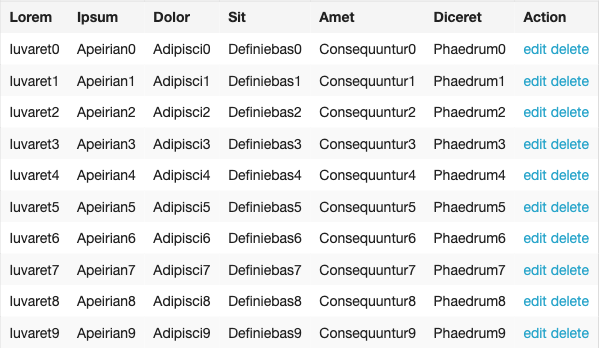 Lorem Ipsum Dolor Sit Amet Diceret Action
Iuvaret0 Apeirian0 Adipisci0 Definiebas0 Consequuntur0 Phaedrum0 edit delete
Iuvaret1 Apeirian1 Adipisci1 Definiebas1 Consequuntur1 Phaedrum1 edit delete
Iuvaret2 Apeirian2 Adipisci2 Definiebas2 Consequuntur2 Phaedrum2 edit delete
Iuvaret3 Apeirian3 Adipisci3 Definiebas3 Consequuntur3 Phaedrum3 edit delete
Iuvaret4 Apeirian4 Adipisci4 Definiebas4 Consequuntur4 Phaedrum4 edit delete
Iuvaret5 Apeirian5 Adipisci5 Definiebas5 Consequuntur5 Phaedrum5 edit delete
Iuvaret6 Apeirian6 Adipisci6 Definiebas6 Consequuntur6 Phaedrum6 edit delete
Iuvaret7 Apeirian7 Adipisci7 Definiebas7 Consequuntur7 Phaedrum7 edit delete
Iuvaret8 Apeirian8 Adipisci8 Definiebas8 Consequuntur8 Phaedrum8 edit delete
Iuvaret9 Apeirian9 Adipisci9 Definiebas9 Consequuntur9 Phaedrum9 edit delete